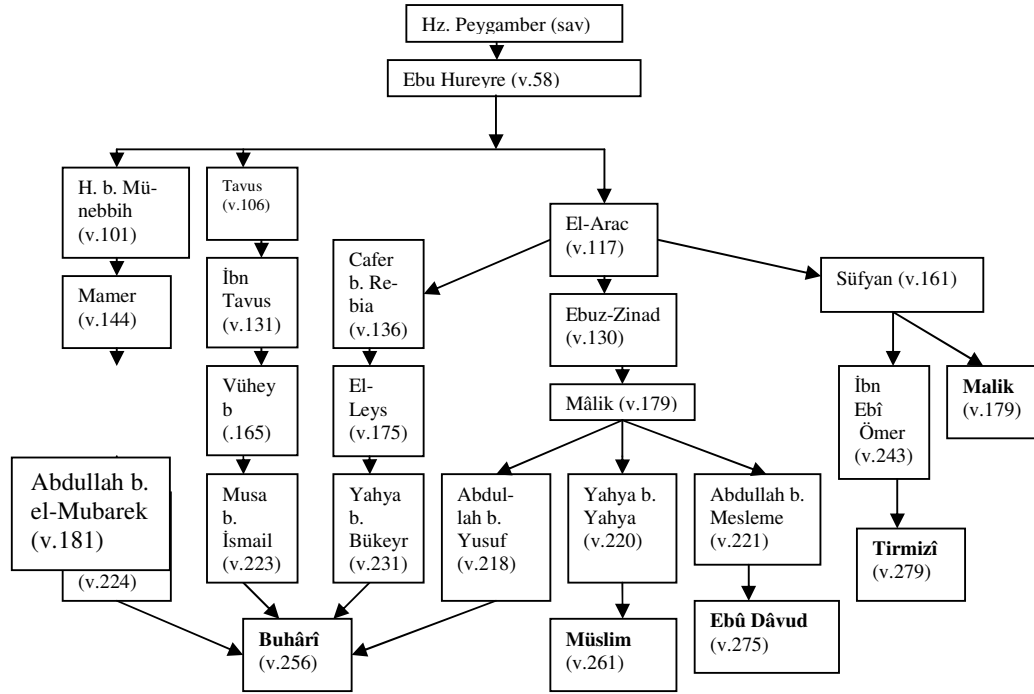 Hz. Peygamber (sav)
Ebu Hureyre (v.58)
H. b. Mü-
nebbih
(v.101)
Tavus
(v.106)
El-Arac
(v.117)
Cafer
b. Re-
bia
(v.136)
Süfyan (v.161)
Mamer
(v.144)
İbn
Tavus
(v.131)
Ebuz-Zinad
(v.130)
Vühey
b
(.165)
El-
Leys
(v.175)
Mâlik (v.179)
İbn
Ebî
Ömer
(v.243)
Malik
(v.179)
Abdullah b.
el-Mubarek
(v.181)
(v.224)
Musa
b.
İsmail
(v.223)
Yahya
b.
Bükeyr
(v.231)
Abdul-
lah b.
Yusuf
(v.218)
Yahya b.
Yahya
(v.220)
Abdullah b.
Mesleme
(v.221)
Tirmizî
(v.279)
Buhârî
(v.256)
Müslim
(v.261)
Ebû Dâvud
(v.275)